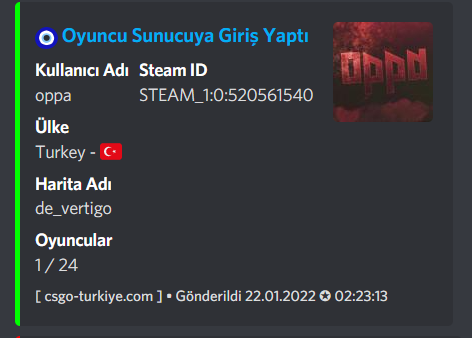 Oyuncu Sunucuya Giriş Yaptı
oppa
Kullanıcı Adı Steam ID
oppa STEAM_1:0:520561540
Ülke
Turkey -
Harita Adı
de_vertigo
Oyuncular
1 / 24
[ csgo-turkiye.com ] • Gönderildi 22.01.2022 ✪ 02:23:13